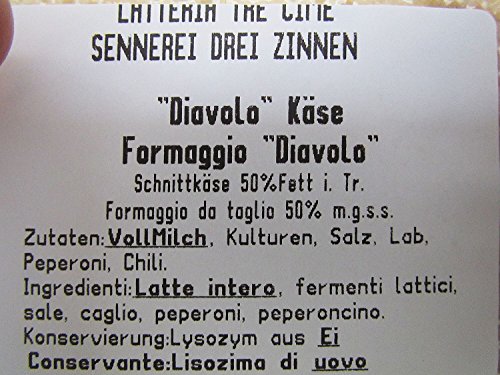 LATTERIA TRE CIME
SENNEREI DREI ZINNEN
"Diavolo" Käse
Formaggio "Diavolo"
Schnittkäse 50%Fett i. Tr.
Formaggio da taglio 50% m.g.s.s.
Zutaten:VollMilch, Kulturen, Salz, Lab,
Peperoni, Chili.
Ingredienti:Latte intero, fermenti lattici,
sale, caglio, peperoni, peperoncino.
Konservierung:Lysozym aus Ei
Conservante:Lisozima di uovo